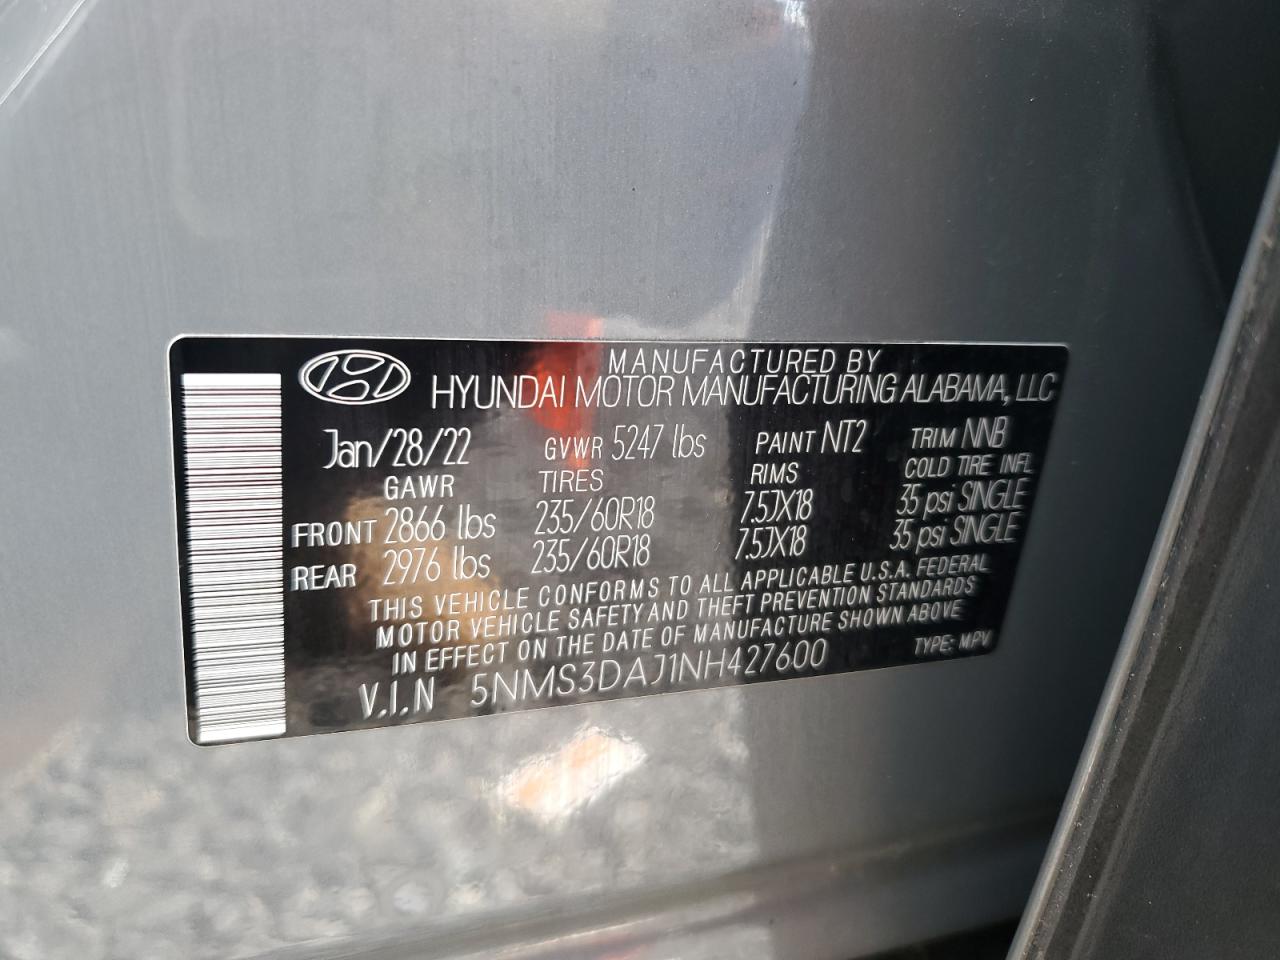 MANUFACTURED BY
HYUNDAI MOTOR MANUFACTURING ALABAMA, LLC
Jan/28/22 GVWR 5247 lbs PAINT NT2 TRIM NNB
GAWR TIRES RIMS COLD TIRE INFL
FRONT 2866 lbs 235/60R18 7.5JX18 35 psi SINGLE
REAR 2976 lbs 235/60R18 7.5JX18 35 psi SINGLE
THIS VEHICLE CONFORMS TO ALL APPLICABLE U.S.A. FEDERAL
MOTOR VEHICLE SAFETY AND THEFT PREVENTION STANDARDS
IN EFFECT ON THE DATE OF MANUFACTURE SHOWN ABOVE
V.I.N 5NMS3DAJ1NH427600 TYPE: MPV